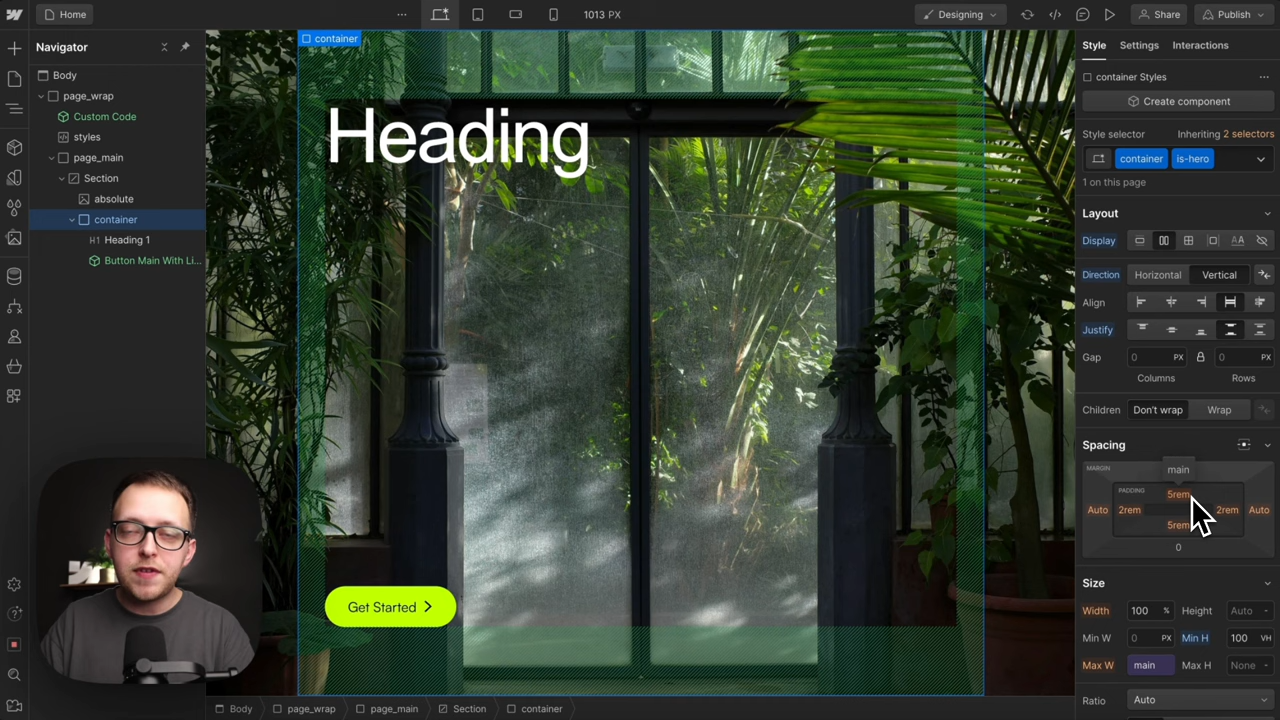 Home
1013 PX
Designing
Share
Publish
Navigator
Body
page_wrap
Custom Code
styles
page_main
Section
absolute
container
H1 Heading 1
Button Main With Li...
container
Heading
Get Started
Style Settings Interactions
container Styles
Create component
Style selector Inheriting 2 selectors
container is-hero
1 on this page
Layout
Display
Direction Horizontal Vertical
Align
Justify
Gap 0 PX 0 PX
Columns Rows
Children Don't wrap Wrap
Spacing
MARGIN main
PADDING 5rem
Auto 2rem 2rem Auto
5rem
0
Size
Width 100 % Height Auto -
Min W 0 PX Min H 100 VH
Max W main Max H None -
Ratio Auto
Body page_wrap page_main Section container